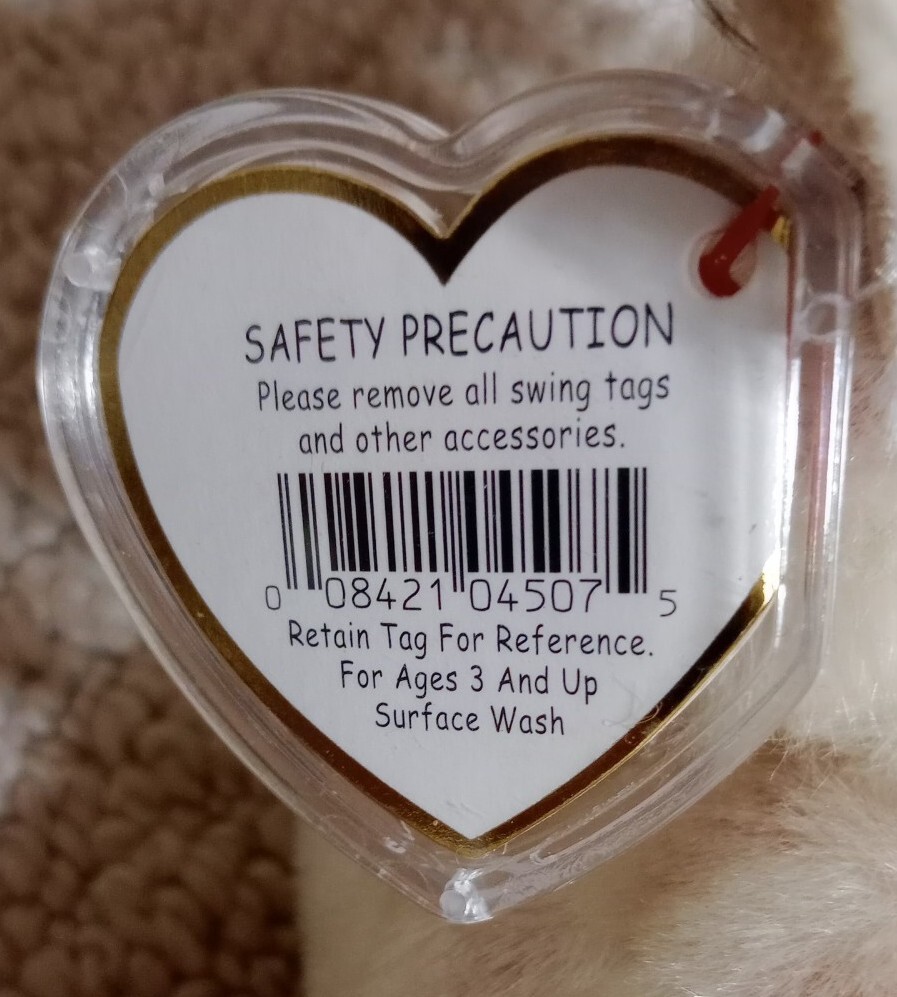 SAFETY PRECAUTION
Please remove all swing tags
and other accessories.
0 08421 04507 5
Retain Tag For Reference.
For Ages 3 And Up
Surface Wash